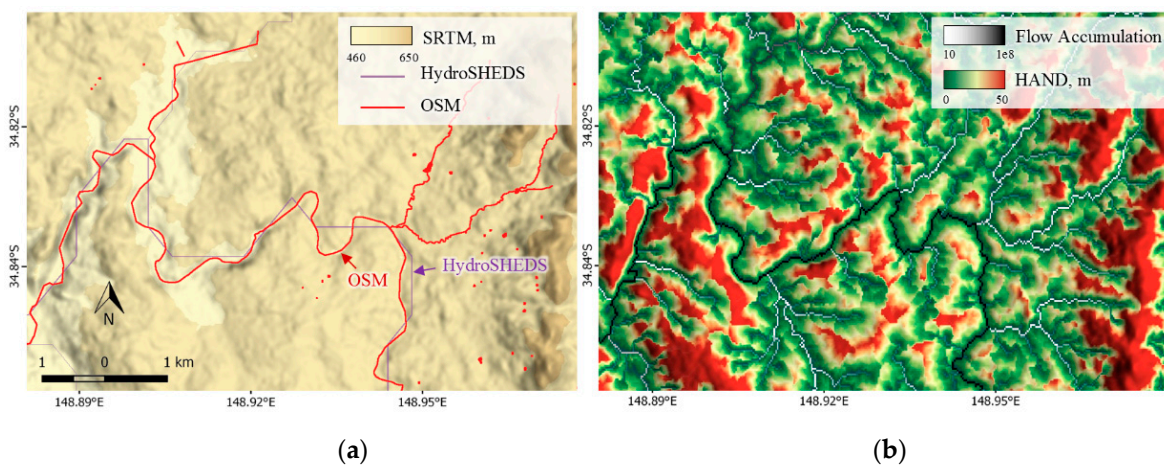 SRTM, m
460 650
HydroSHEDS
OSM
34.82°S
34.84°S
OSM
HydroSHEDS
N
1 0 1 km
148.89°E 148.92°E 148.95°E
(a)
Flow Accumulation
10 1e8
HAND, m
0 50
34.82°S
34.84°S
148.89°E 148.92°E 148.95°E
(b)